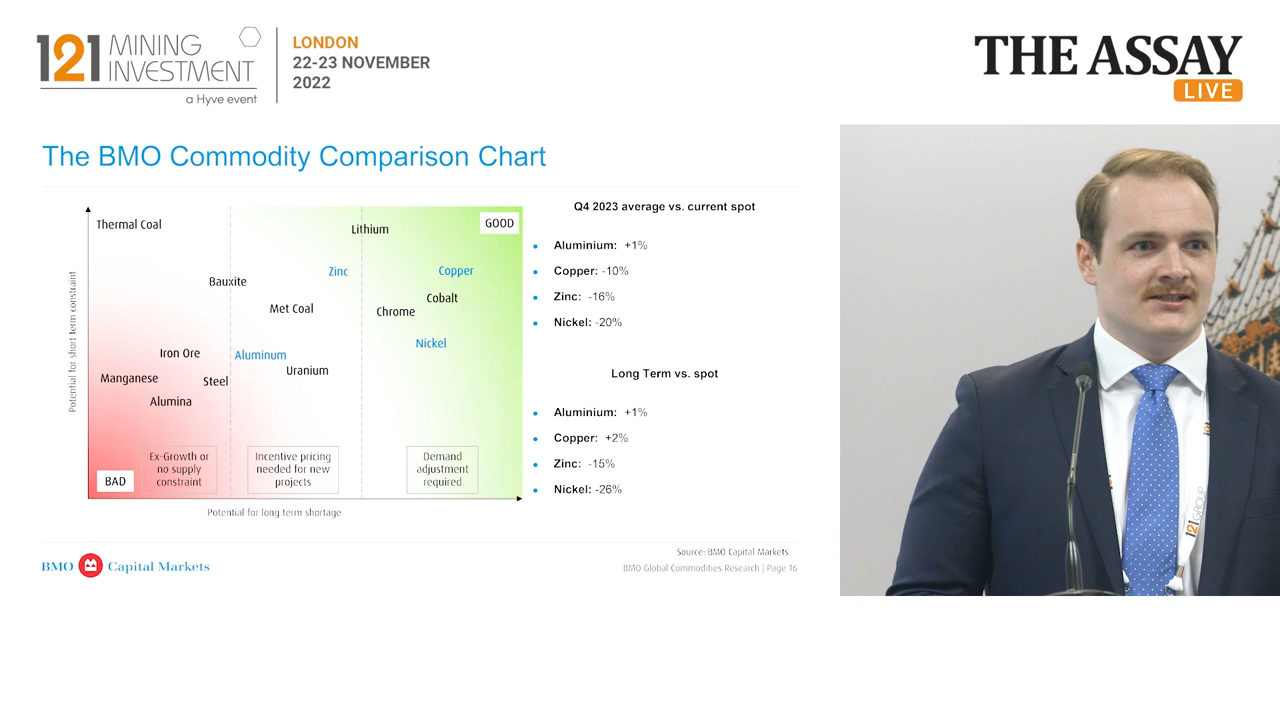 121 MINING INVESTMENT
a Hyve event
LONDON
22-23 NOVEMBER
2022
THE ASSAY
LIVE
The BMO Commodity Comparison Chart
Potential for short term constraint
Thermal Coal
Lithium
GOOD
Zinc
Copper
Bauxite
Cobalt
Met Coal
Chrome
Nickel
Iron Ore
Aluminum
Uranium
Manganese
Steel
Alumina
Ex-Growth or
no supply
constraint
Incentive pricing
needed for new
projects
Demand
adjustment
required
BAD
Potential for long term shortage
Q4 2023 average vs. current spot
• Aluminium: +1%
• Copper: -10%
• Zinc: -16%
• Nickel: -20%
Long Term vs. spot
• Aluminium: +1%
• Copper: +2%
• Zinc: -15%
• Nickel: -26%
Source: BMO Capital Markets
BMO Capital Markets
BMO Global Commodities Research | Page 16
121 GROUP